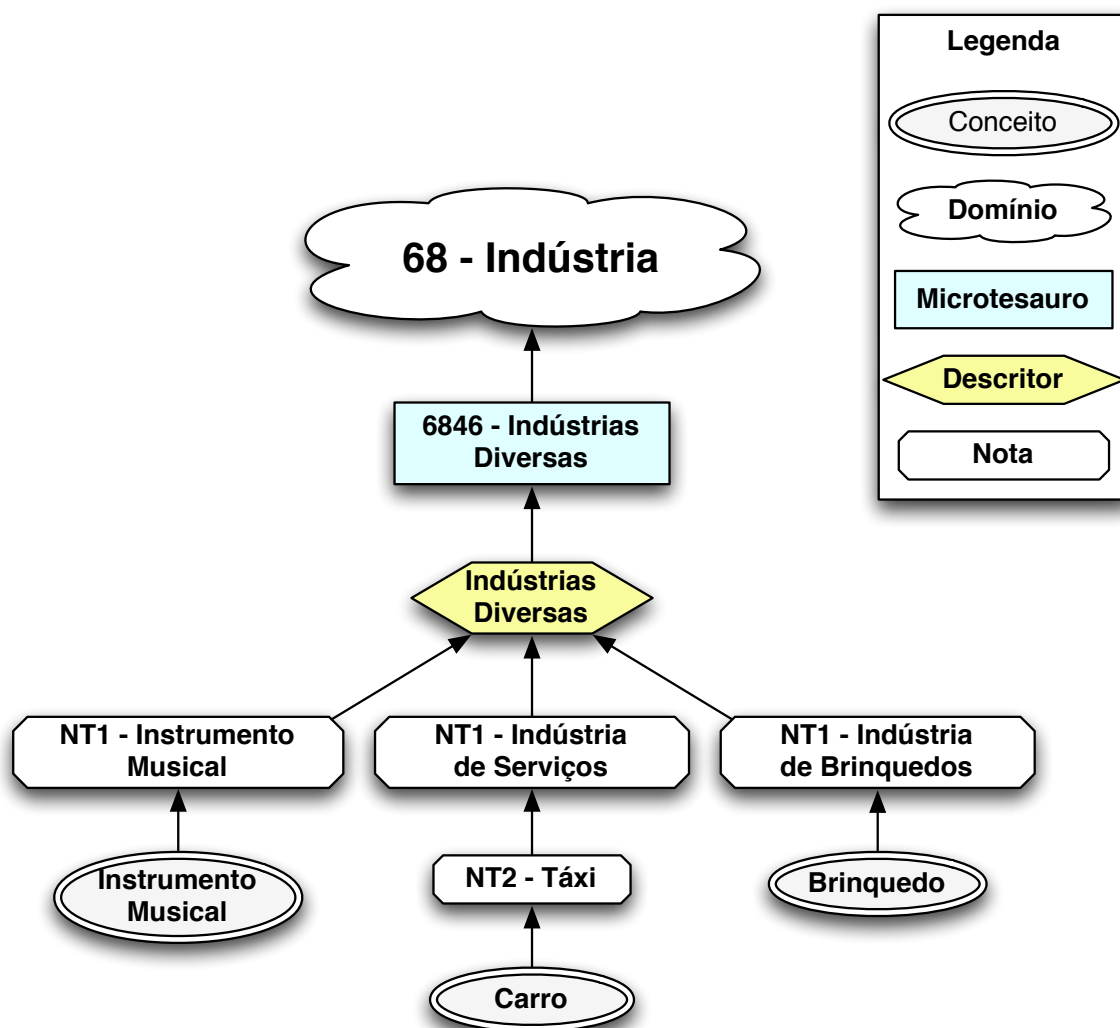 Legenda
Conceito
Domínio
Microtesauro
Descritor
Nota
68 - Indústria
6846 - Indústrias
Diversas
Indústrias
Diversas
NT1 - Instrumento
Musical
NT1 - Indústria
de Serviços
NT1 - Indústria
de Brinquedos
Instrumento
Musical
NT2 - Táxi
Brinquedo
Carro